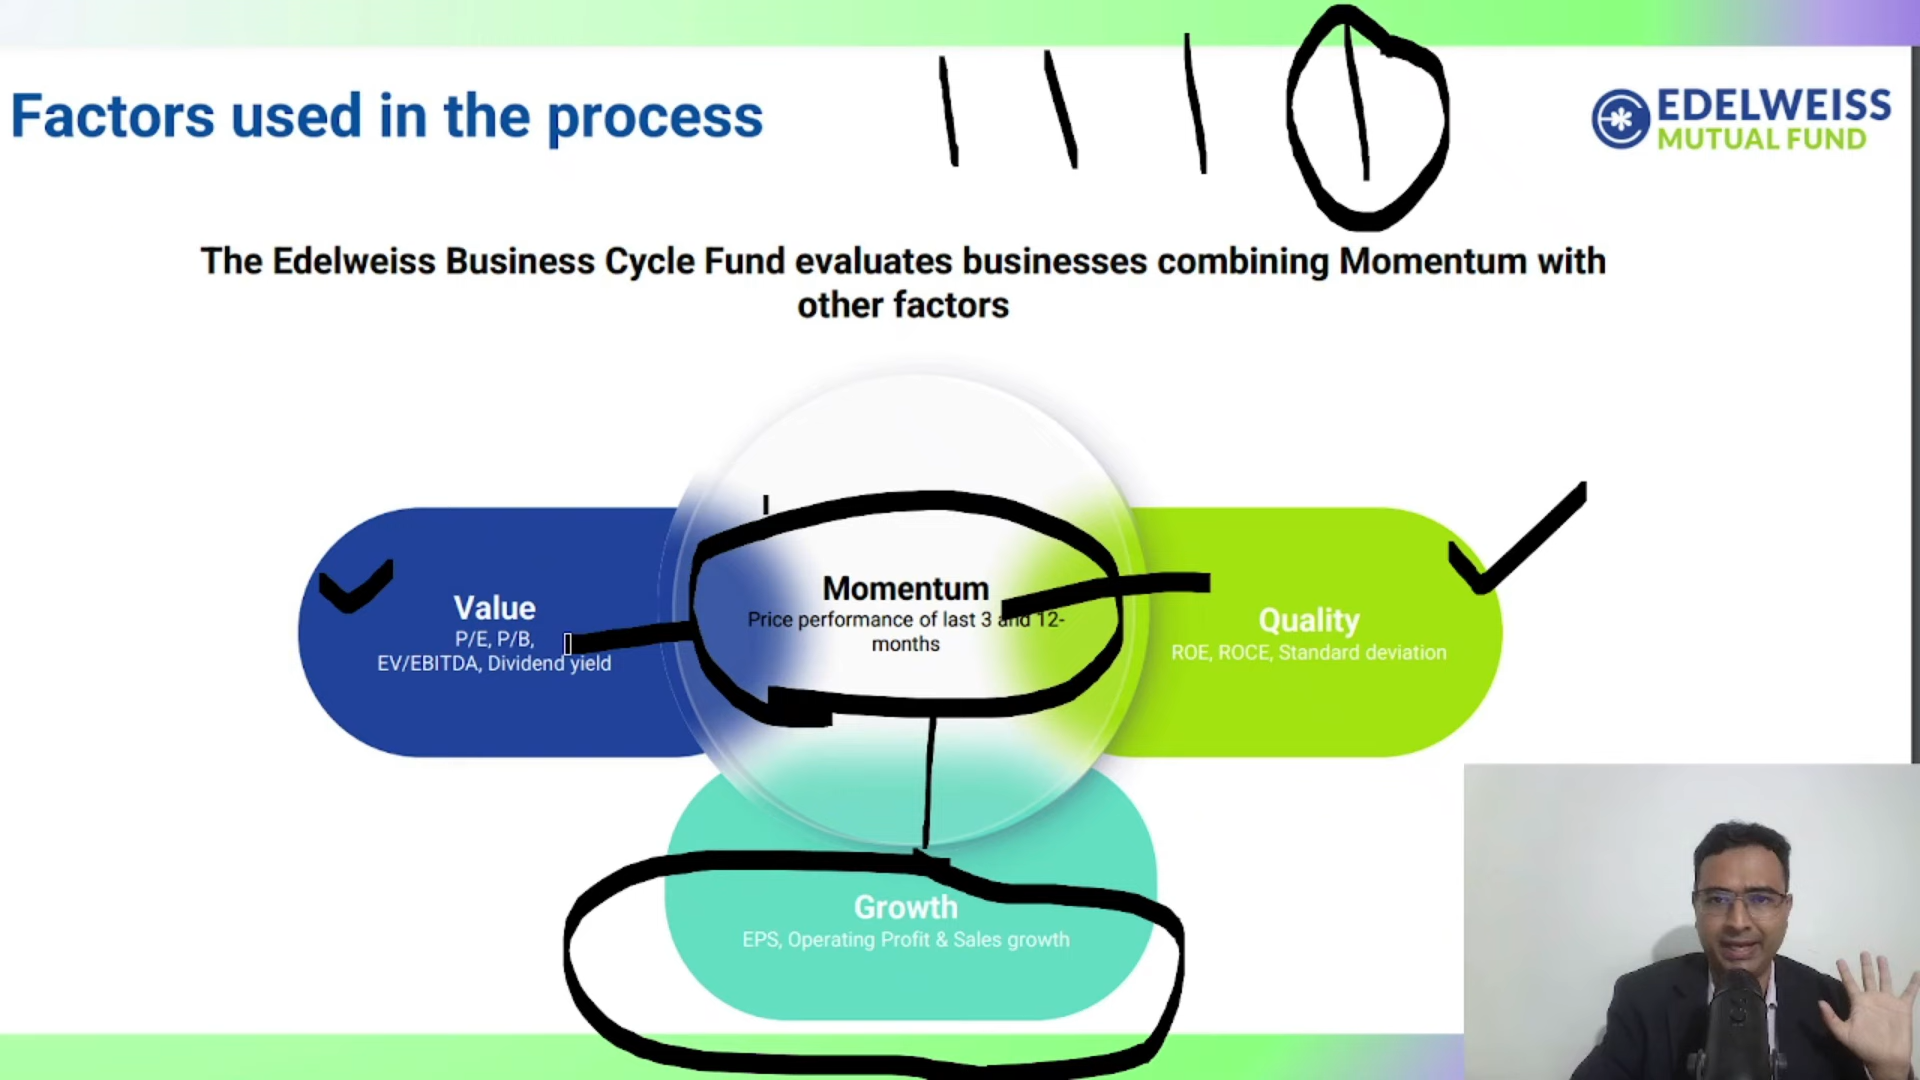 Factors used in the process
EDELWEISS
MUTUAL FUND
The Edelweiss Business Cycle Fund evaluates businesses combining Momentum with
other factors
Value
P/E, P/B,
EV/EBITDA, Dividend yield
Momentum
Price performance of last 3 and 12-
months
Quality
ROE, ROCE, Standard deviation
Growth
EPS, Operating Profit & Sales growth